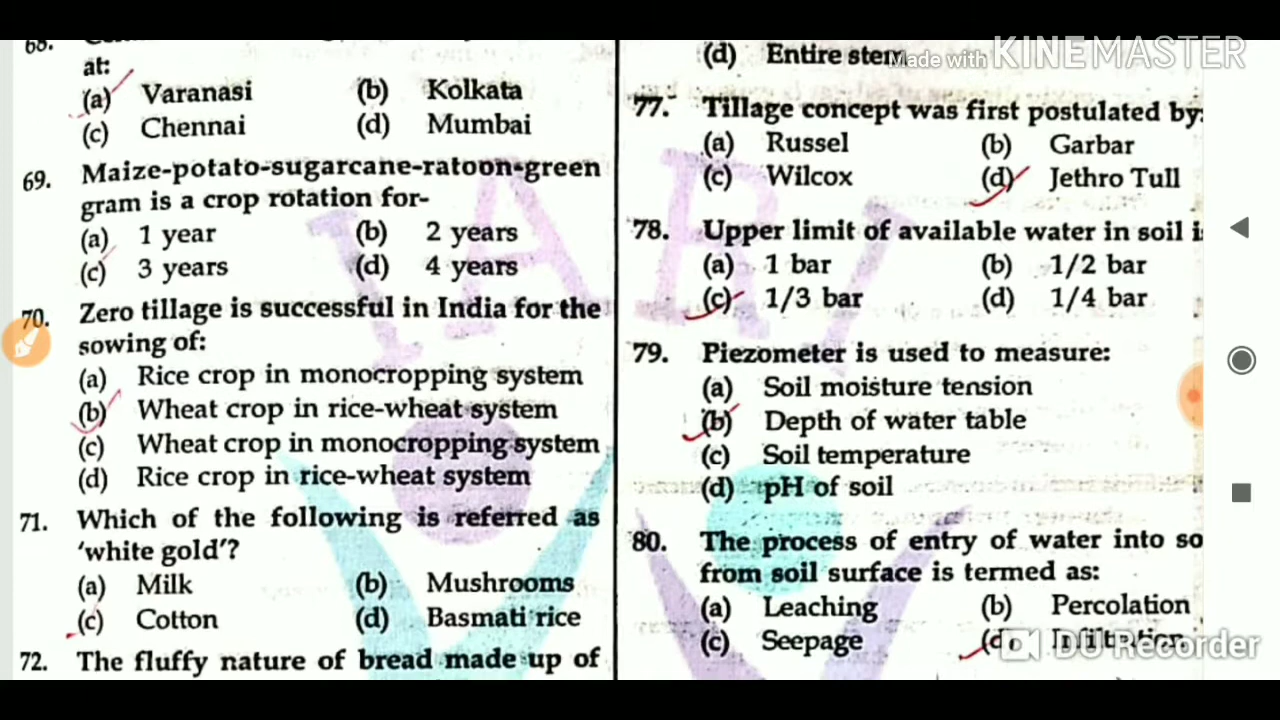 68.
at:
(a) Varanasi (b) Kolkata
(c) Chennai (d) Mumbai
69. Maize-potato-sugarcane-ratoon-green
gram is a crop rotation for-
(a) 1 year (b) 2 years
(c) 3 years (d) 4 years
70. Zero tillage is successful in India for the
sowing of:
(a) Rice crop in monocropping system
(b) Wheat crop in rice-wheat system
(c) Wheat crop in monocropping system
(d) Rice crop in rice-wheat system
71. Which of the following is referred as
'white gold'?
(a) Milk (b) Mushrooms
(c) Cotton (d) Basmati rice
72. The fluffy nature of bread made up of
(d) Entire stem
77. Tillage concept was first postulated by:
(a) Russel (b) Garbar
(c) Wilcox (d) Jethro Tull
78. Upper limit of available water in soil i
(a) 1 bar (b) 1/2 bar
(c) 1/3 bar (d) 1/4 bar
79. Piezometer is used to measure:
(a) Soil moisture tension
(b) Depth of water table
(c) Soil temperature
(d) pH of soil
80. The process of entry of water into so
from soil surface is termed as:
(a) Leaching (b) Percolation
(c) Seepage (d) Infiltration
IARI
Made with KINEMASTER
DU Recorder